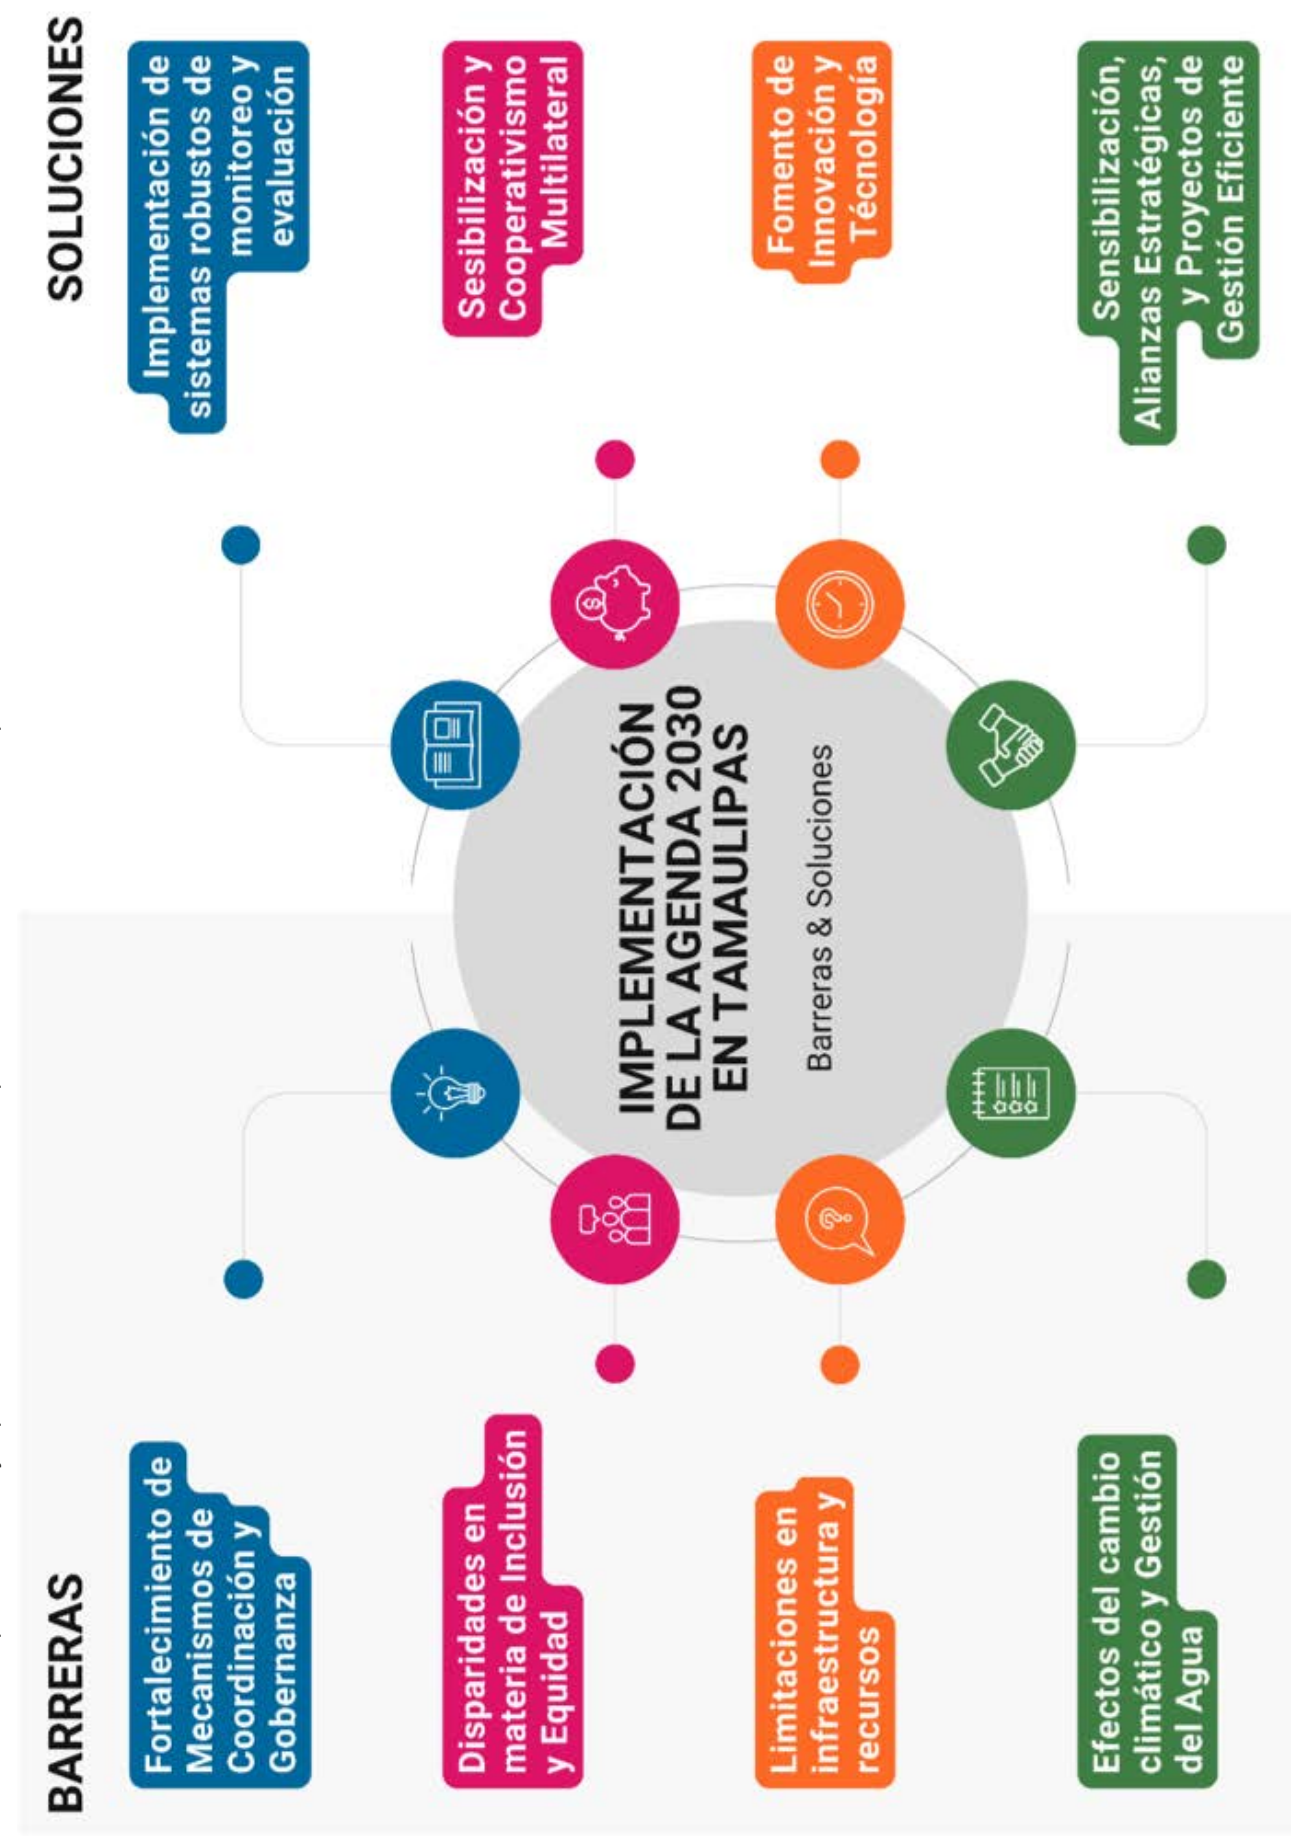 BARRERAS
Fortalecimiento de
Mecanismos de
Coordinación y
Gobernanza
Disparidades en
materia de Inclusión
y Equidad
Limitaciones en
infraestructura y
recursos
Efectos del cambio
climático y Gestión
del Agua
IMPLEMENTACIÓN
DE LA AGENDA 2030
EN TAMAULIPAS
Barreras & Soluciones
SOLUCIONES
Implementación de
sistemas robustos de
monitoreo y
evaluación
Sesibilización y
Cooperativismo
Multilateral
Fomento de
Innovación y
Técnología
Sensibilización,
Alianzas Estratégicas,
y Proyectos de
Gestión Eficiente